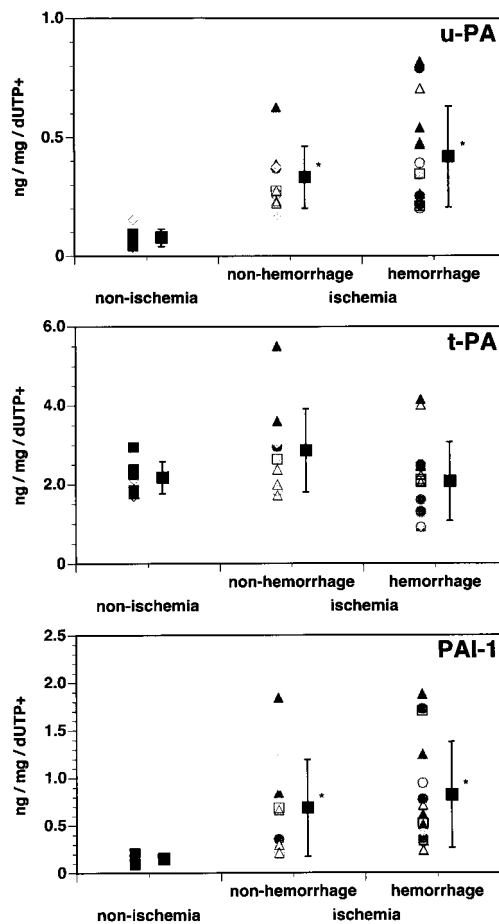 u-PA
1.0
0.5
0
ng / mg / dUTP+
*
*
non-hemorrhage hemorrhage
non-ischemia ischemia
t-PA
6.0
4.0
2.0
0
ng / mg / dUTP+
non-hemorrhage hemorrhage
non-ischemia ischemia
PAI-1
2.5
2.0
1.5
1.0
0.5
0
ng / mg / dUTP+
*
*
non-hemorrhage hemorrhage
non-ischemia ischemia